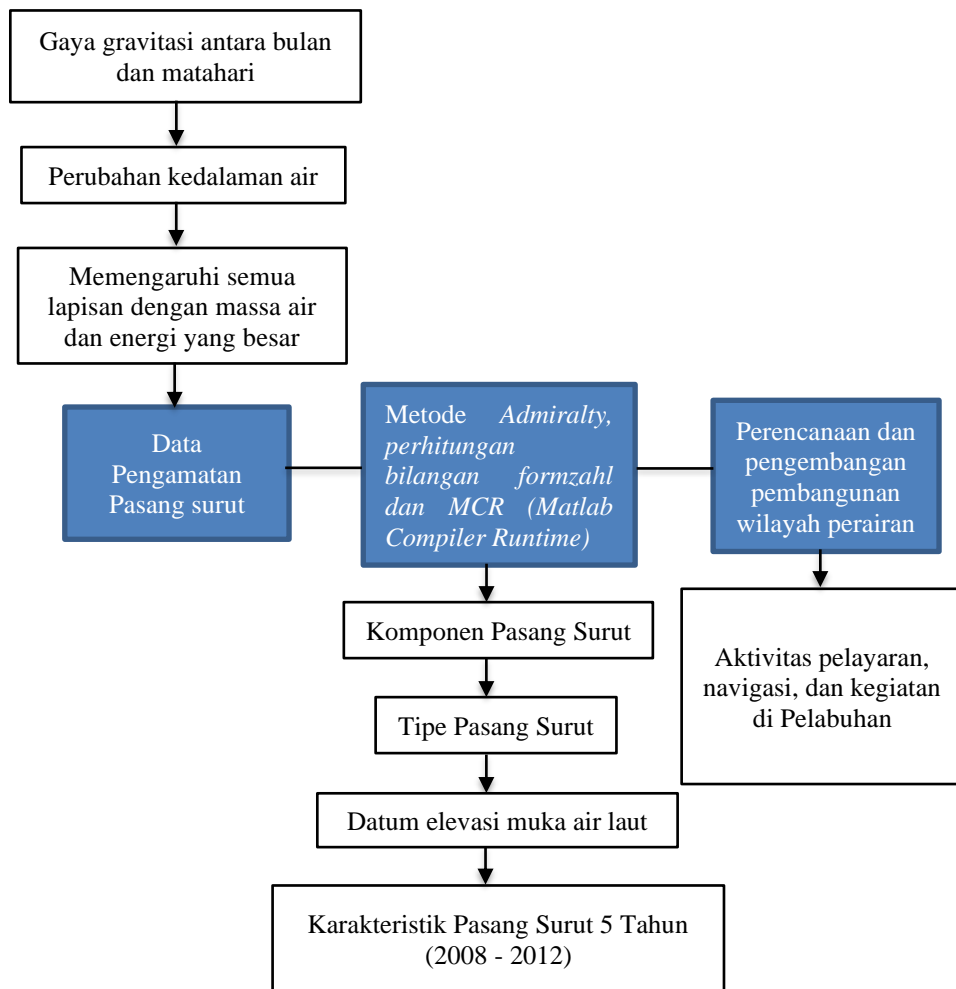 Gaya gravitasi antara bulan
dan matahari
Perubahan kedalaman air
Memengaruhi semua
lapisan dengan massa air
dan energi yang besar
Data
Pengamatan
Pasang surut
Metode Admiralty,
perhitungan
bilangan formzahl
dan MCR (Matlab
Compiler Runtime)
Perencanaan dan
pengembangan
pembangunan
wilayah perairan
Komponen Pasang Surut
Tipe Pasang Surut
Datum elevasi muka air laut
Karakteristik Pasang Surut 5 Tahun
(2008 - 2012)
Aktivitas pelayaran,
navigasi, dan kegiatan
di Pelabuhan